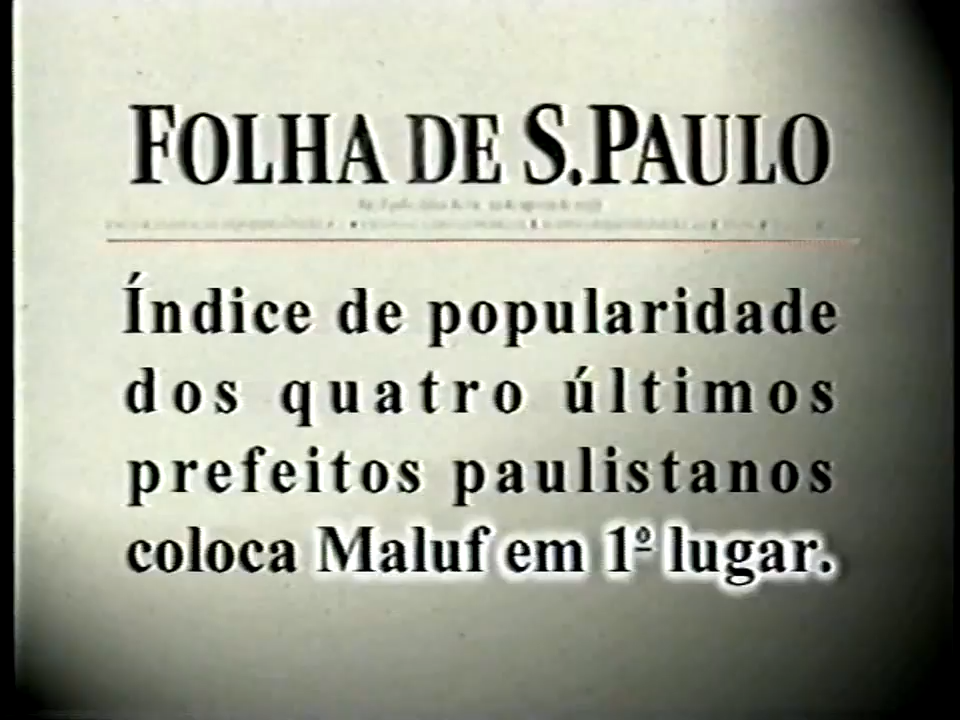 FOLHA DE S.PAULO
Índice de popularidade
dos quatro últimos
prefeitos paulistanos
coloca Maluf em 1º lugar.